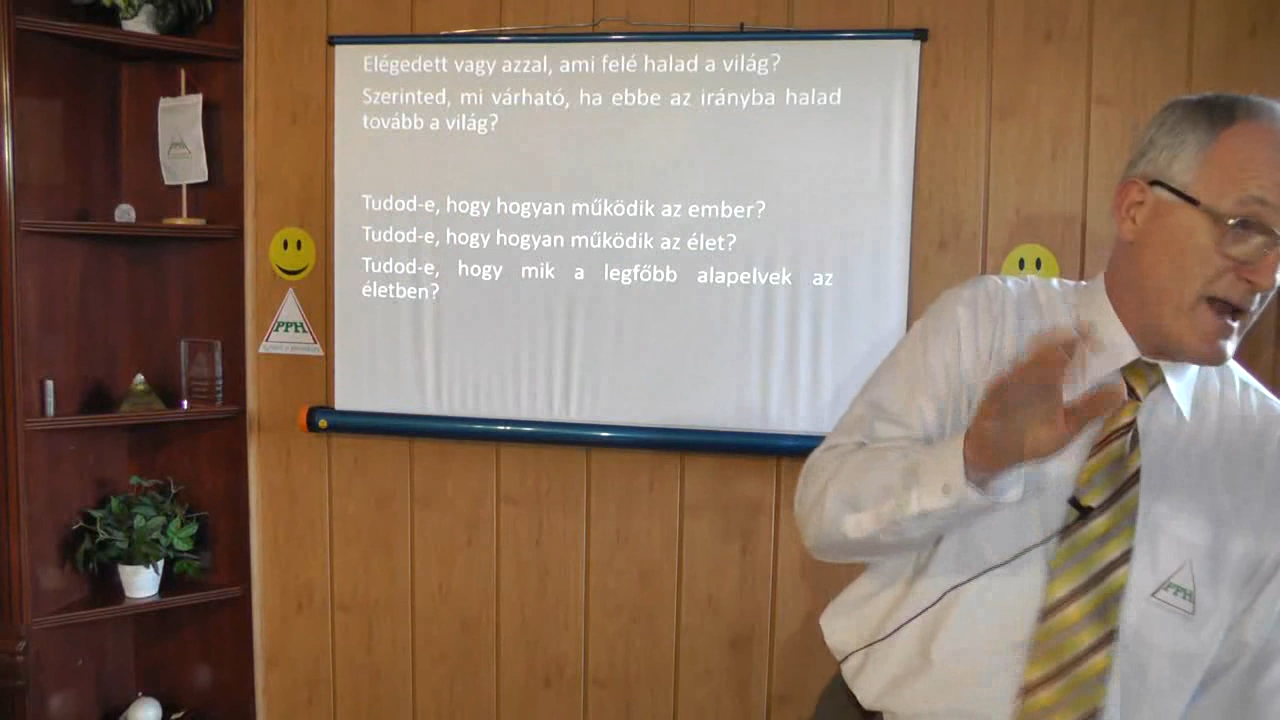 Elégedett vagy azzal, ami felé halad a világ?
Szerinted, mi várható, ha ebbe az irányba halad
tovább a világ?
Tudod-e, hogy hogyan működik az ember?
Tudod-e, hogy hogyan működik az élet?
Tudod-e, hogy mik a legfőbb alapelvek az
életben?
PPH
PPH